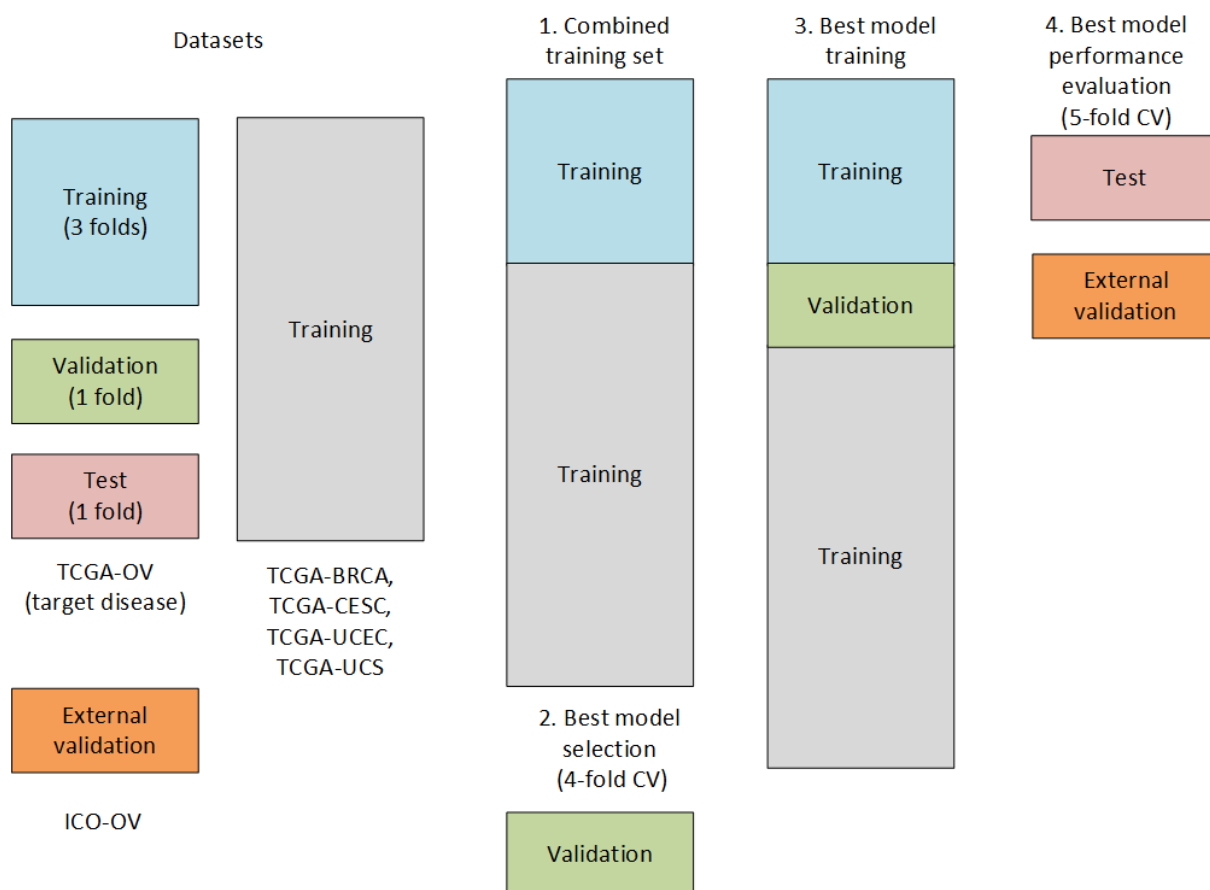 Datasets
Training
(3 folds)
Validation
(1 fold)
Test
(1 fold)
TCGA-OV
(target disease)
External
validation
ICO-OV
Training
TCGA-BRCA,
TCGA-CESC,
TCGA-UCEC,
TCGA-UCS
1. Combined
training set
Training
Training
2. Best model
selection
(4-fold CV)
Validation
3. Best model
training
Training
Validation
Training
4. Best model
performance
evaluation
(5-fold CV)
Test
External
validation